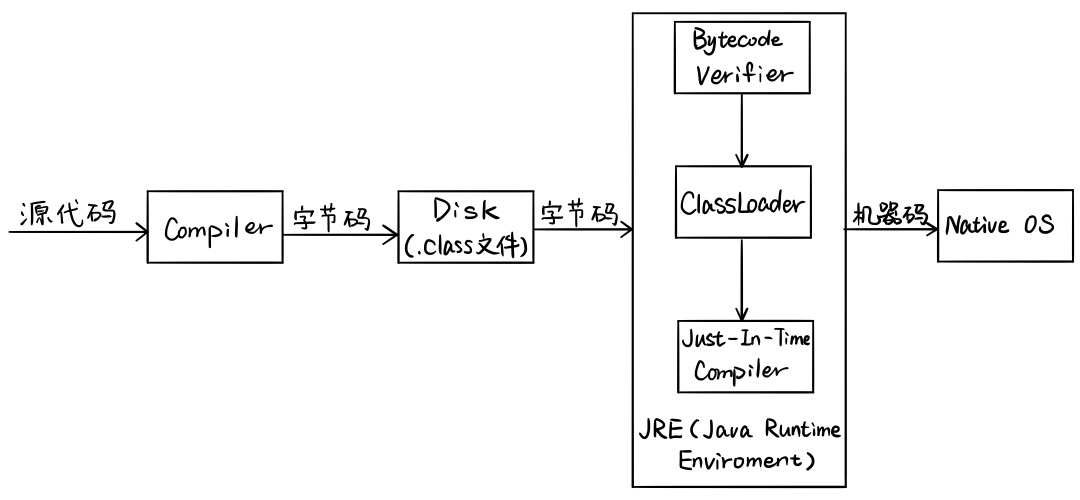 源代码
Compiler
字节码
Disk
(.class文件)
字节码
Bytecode
Verifier
ClassLoader
Just-In-Time
Compiler
JRE(Java Runtime
Enviroment)
机器码
Native OS